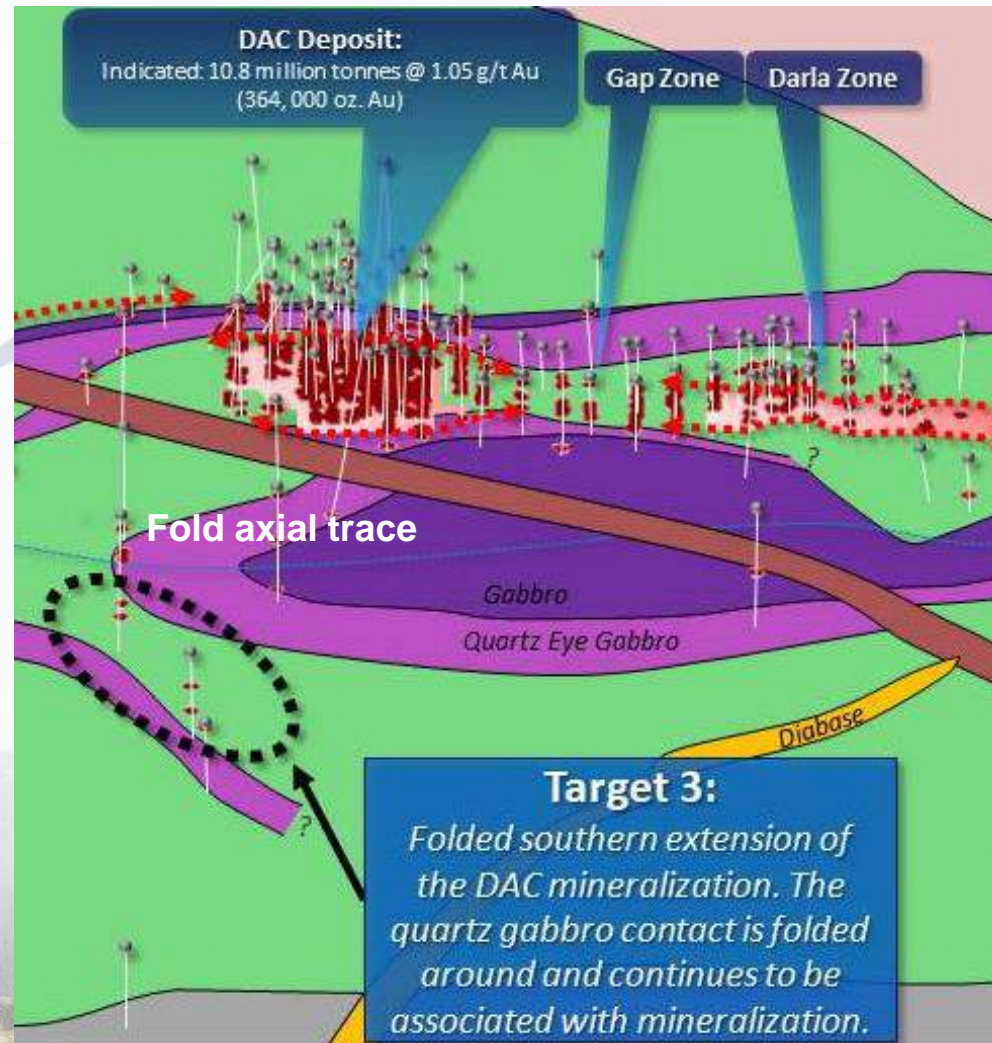 DAC Deposit:
Indicated: 10.8 million tonnes @ 1.05 g/t Au
(364,000 oz. Au)
Gap Zone
Darla Zone
?
Fold axial trace
Gabbro
Quartz Eye Gabbro
Diabase
?
Target 3:
Folded southern extension of
the DAC mineralization. The
quartz gabbro contact is folded
around and continues to be
associated with mineralization.